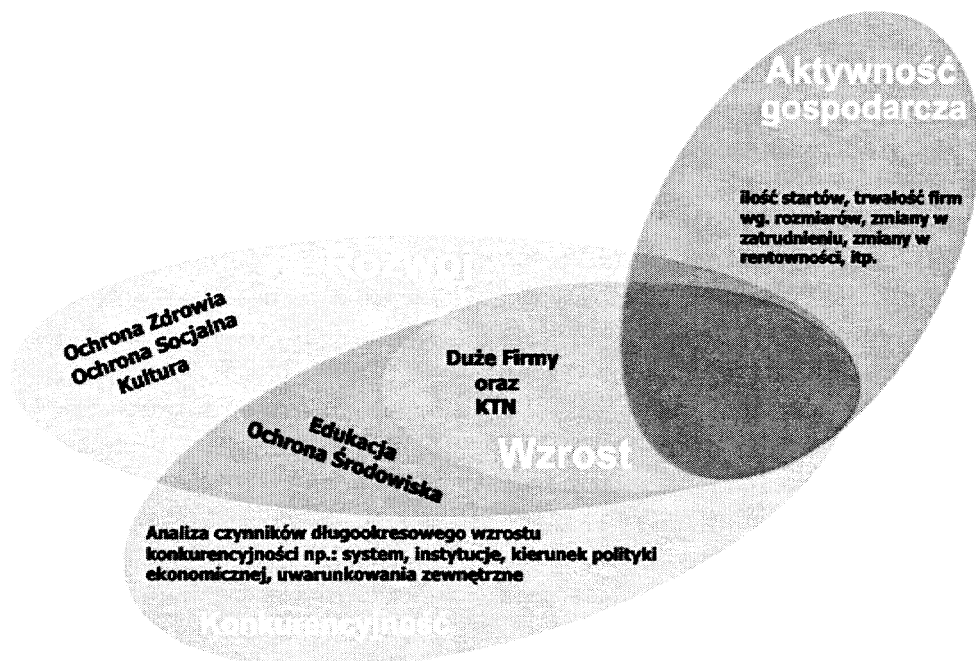 Aktywność
gospodarcza
ilość startów, trwałość firm
wg. rozmiarów, zmiany w
zatrudnieniu, zmiany w
rentowności, itp.
Rozwój
Ochrona Zdrowia
Ochrona Socjalna
Kultura
Duże Firmy
oraz
KTN
Edukacja
Ochrona Środowiska
Wzrost
Analiza czynników długookresowego wzrostu
konkurencyjności np.: system, instytucje, kierunek polityki
ekonomicznej, uwarunkowania zewnętrzne
Konkurencyjność